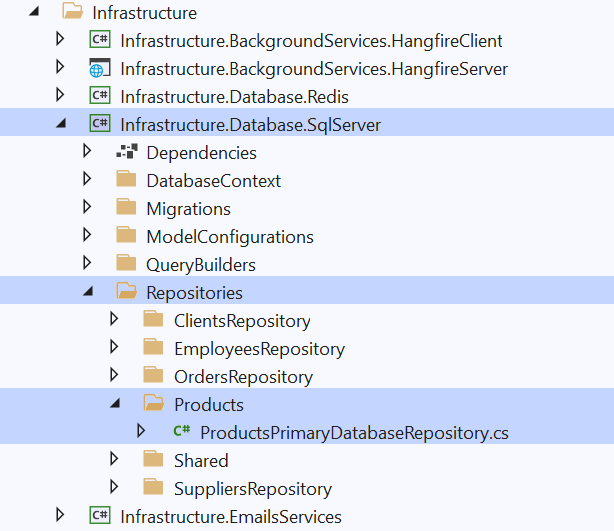 Infrastructure
C# Infrastructure.BackgroundServices.HangfireClient
Infrastructure.BackgroundServices.HangfireServer
C# Infrastructure.Database.Redis
C# Infrastructure.Database.SqlServer
Dependencies
DatabaseContext
Migrations
ModelConfigurations
QueryBuilders
Repositories
ClientsRepository
EmployeesRepository
OrdersRepository
Products
C# ProductsPrimaryDatabaseRepository.cs
Shared
SuppliersRepository
C# Infrastructure.EmailsServices